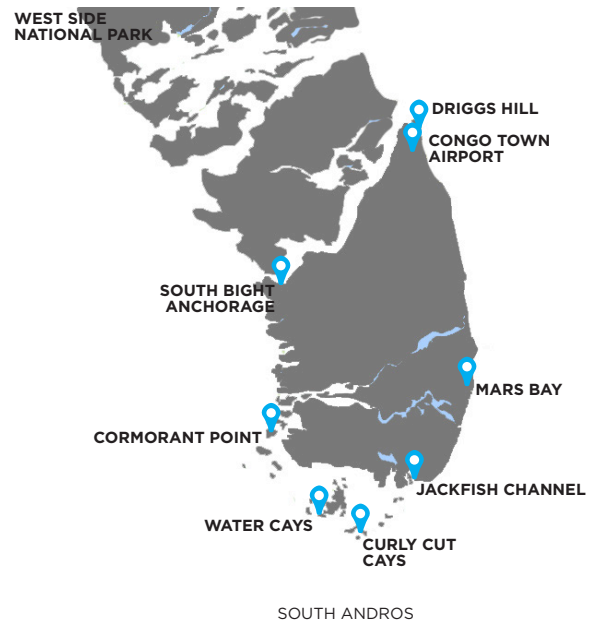 WEST SIDE
NATIONAL PARK
DRIGGS HILL
CONGO TOWN
AIRPORT
SOUTH BIGHT
ANCHORAGE
MARS BAY
CORMORANT POINT
JACKFISH CHANNEL
WATER CAYS
CURLY CUT
CAYS
SOUTH ANDROS